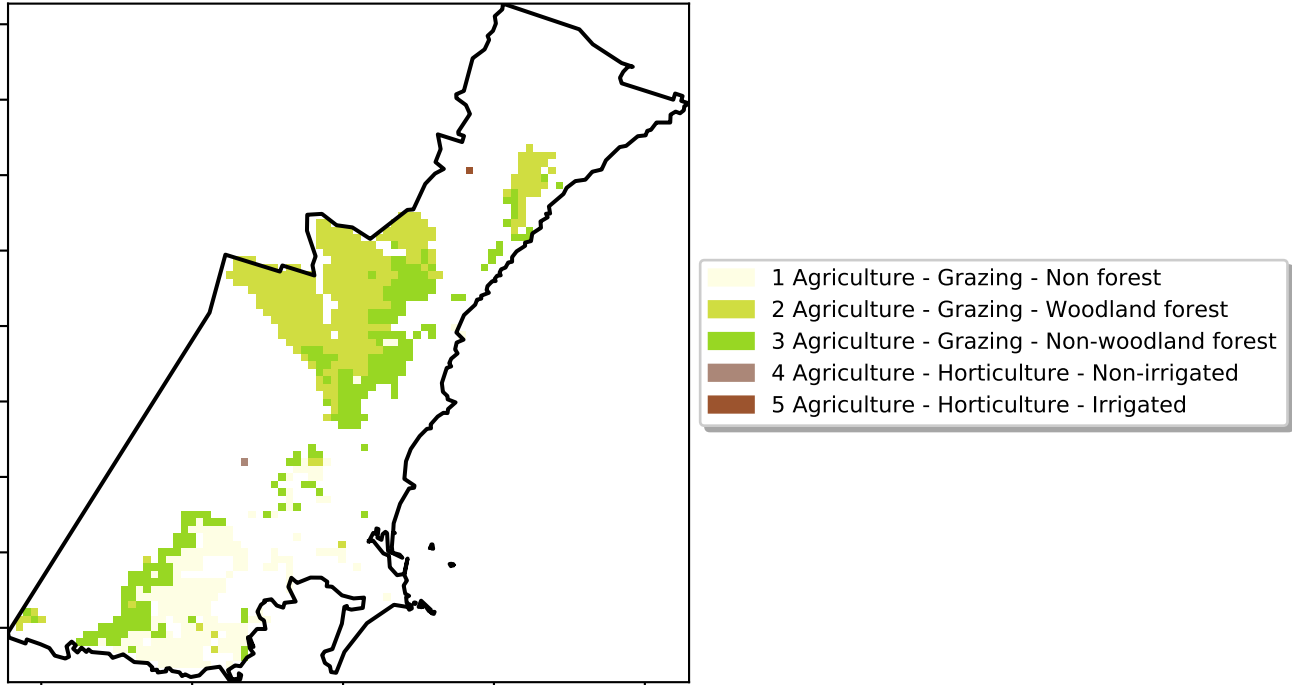 1 Agriculture - Grazing - Non forest
2 Agriculture - Grazing - Woodland forest
3 Agriculture - Grazing - Non-woodland forest
4 Agriculture - Horticulture - Non-irrigated
5 Agriculture - Horticulture - Irrigated